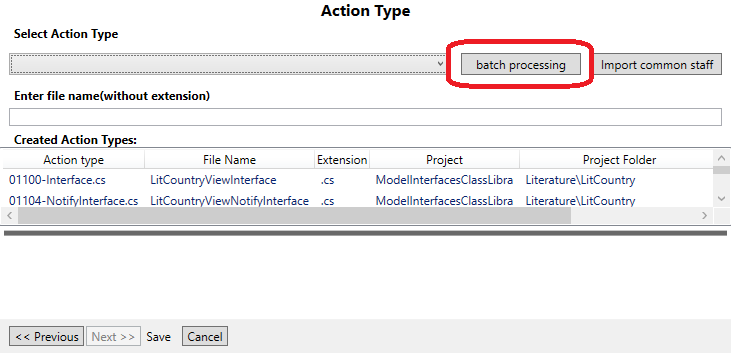 Action Type
Select Action Type
batch processing Import common staff
Enter file name(without extension)
Created Action Types:
Action type File Name Extension Project Project Folder
01100-Interface.cs LitCountryViewInterface .cs ModelInterfacesClassLibra Literature\LitCountry
01104-NotifyInterface.cs LitCountryViewNotifyInterface .cs ModelInterfacesClassLibra Literature\LitCountry
<< Previous Next >> Save Cancel